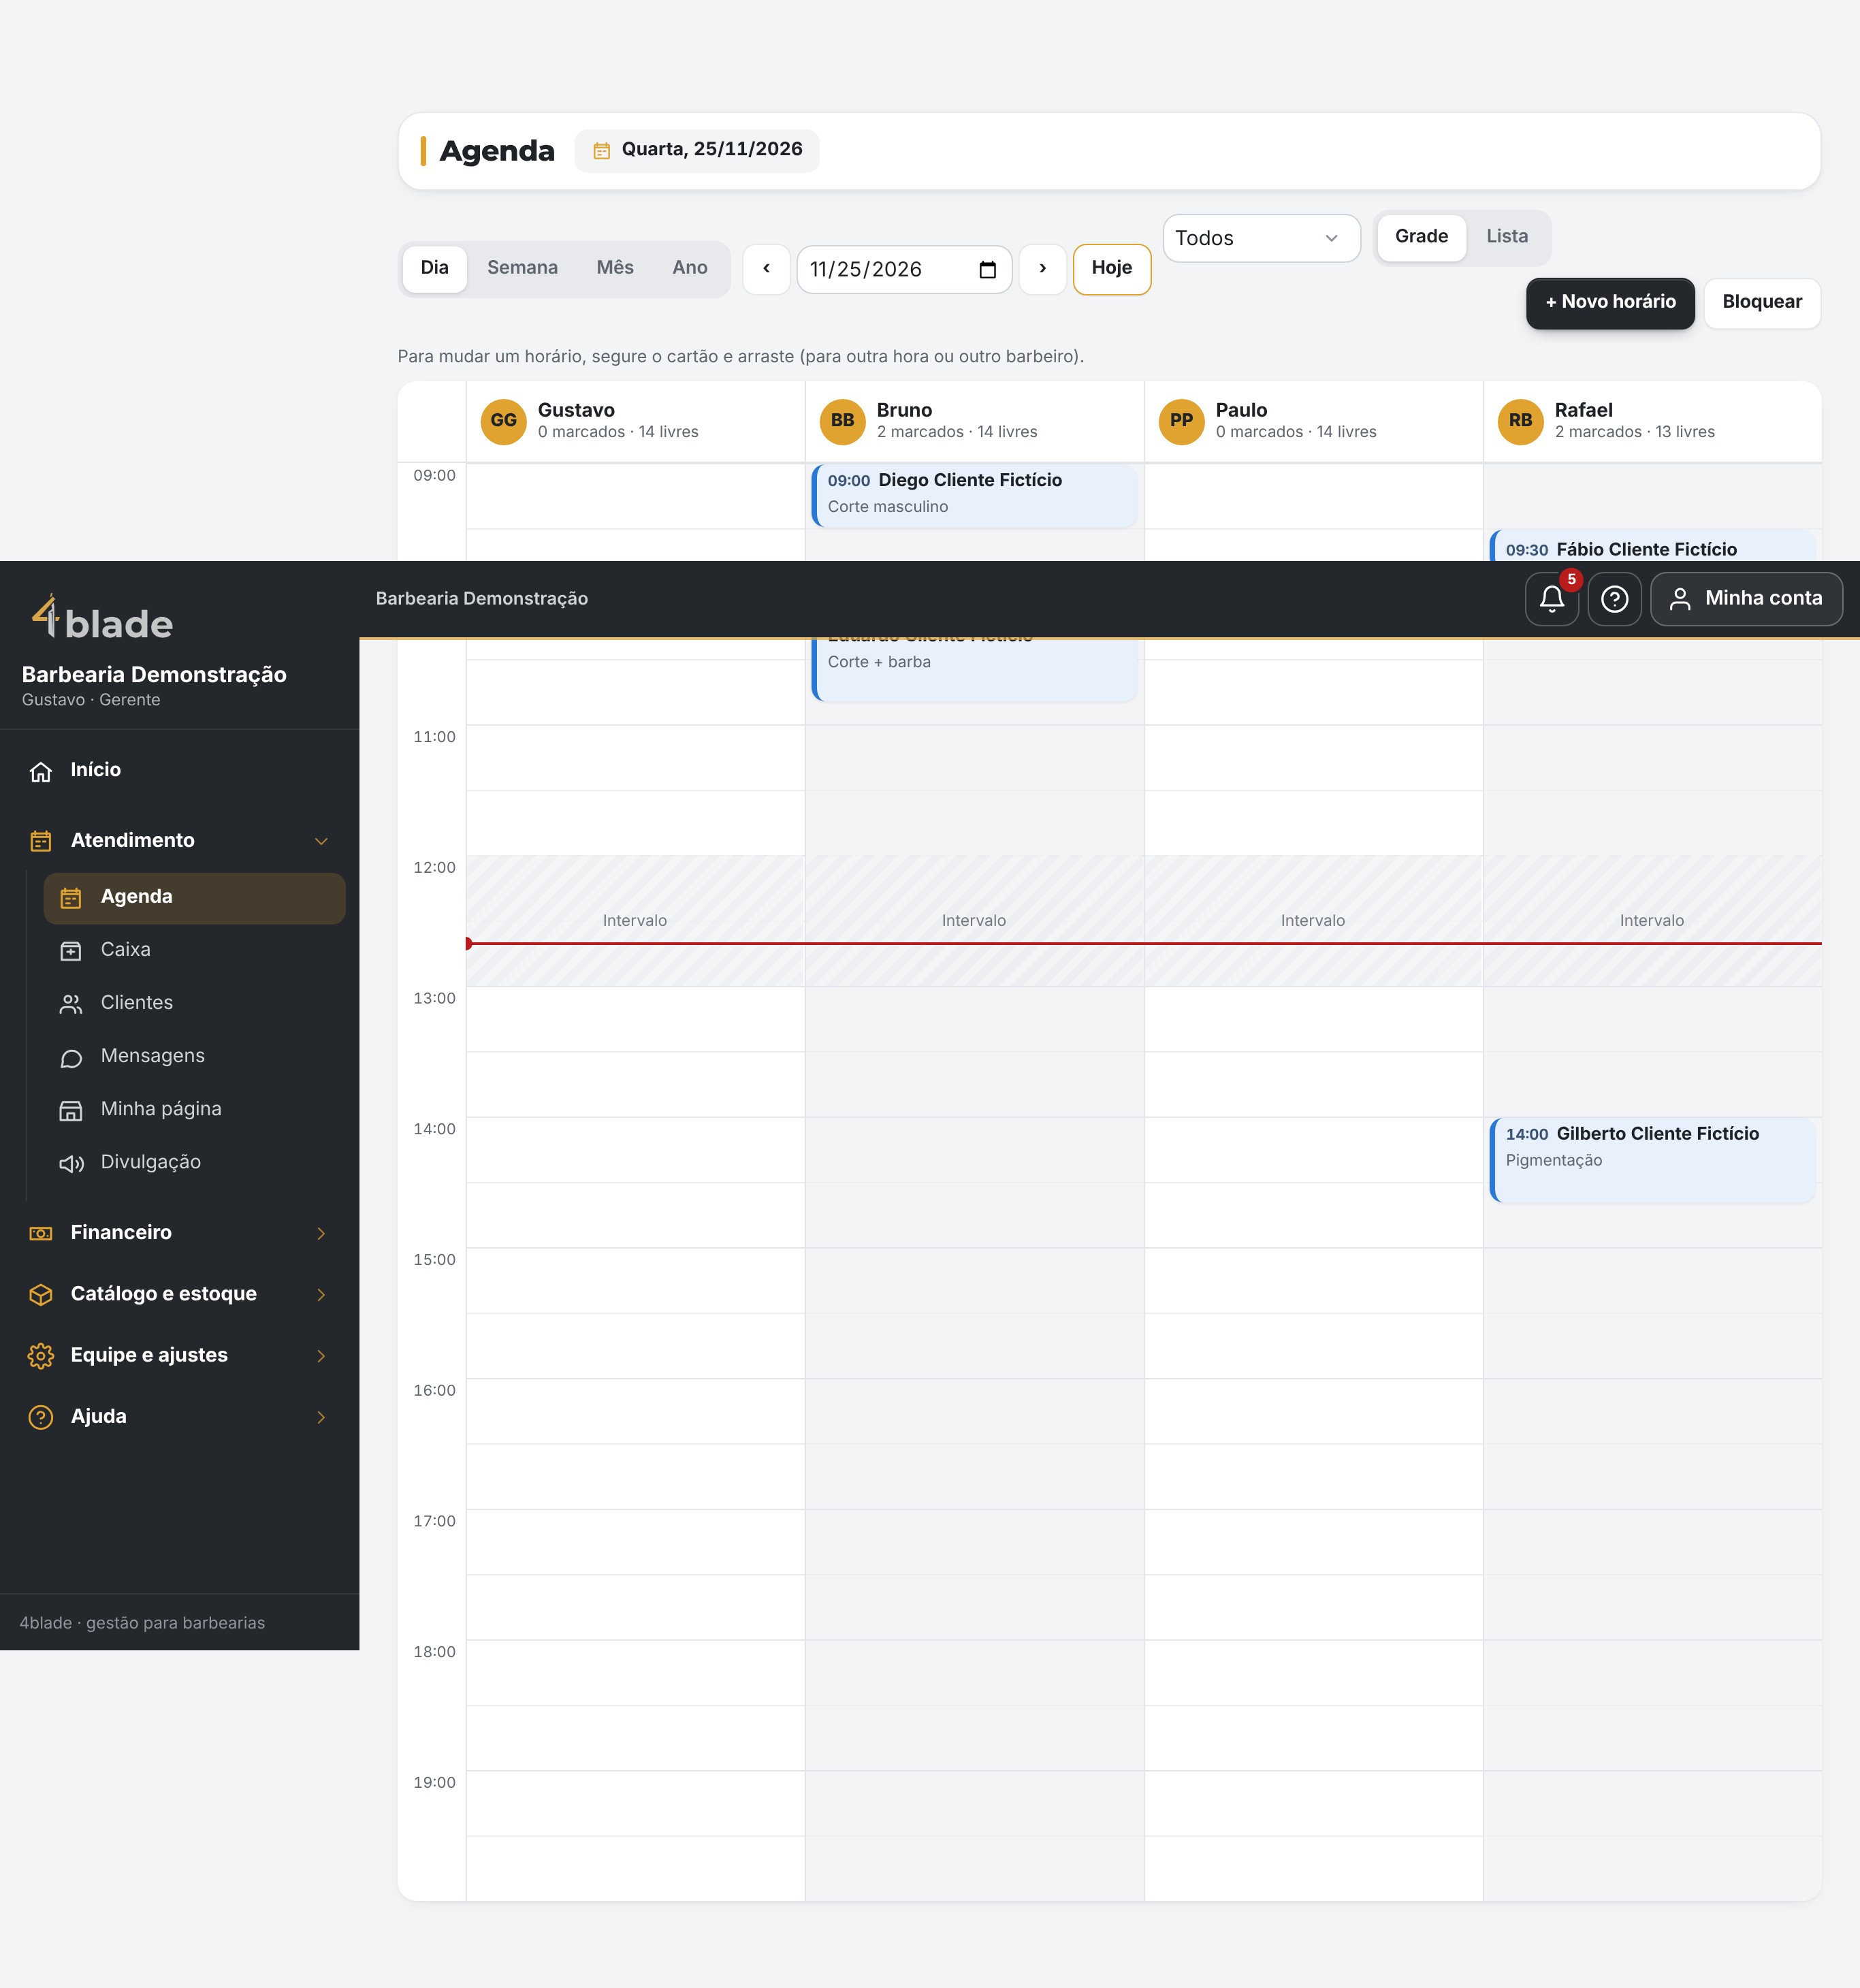 Agenda
Quarta, 25/11/2026
Dia Semana Mês Ano
‹ 11/25/2026 › Hoje
Todos
Grade Lista
+ Novo horário Bloquear
Para mudar um horário, segure o cartão e arraste (para outra hora ou outro barbeiro).
GG Gustavo
0 marcados · 14 livres
BB Bruno
2 marcados · 14 livres
PP Paulo
0 marcados · 14 livres
RB Rafael
2 marcados · 13 livres
09:00
09:00 Diego Cliente Fictício
Corte masculino
09:30 Fábio Cliente Fictício
4blade
Barbearia Demonstração
Gustavo · Gerente
Barbearia Demonstração
5
Minha conta
Eduardo Cliente Fictício
Corte + barba
Início
Atendimento
Agenda
Caixa
Clientes
Mensagens
Minha página
Divulgação
Financeiro
Catálogo e estoque
Equipe e ajustes
Ajuda
4blade · gestão para barbearias
11:00
12:00
Intervalo Intervalo Intervalo Intervalo
13:00
14:00
14:00 Gilberto Cliente Fictício
Pigmentação
15:00
16:00
17:00
18:00
19:00